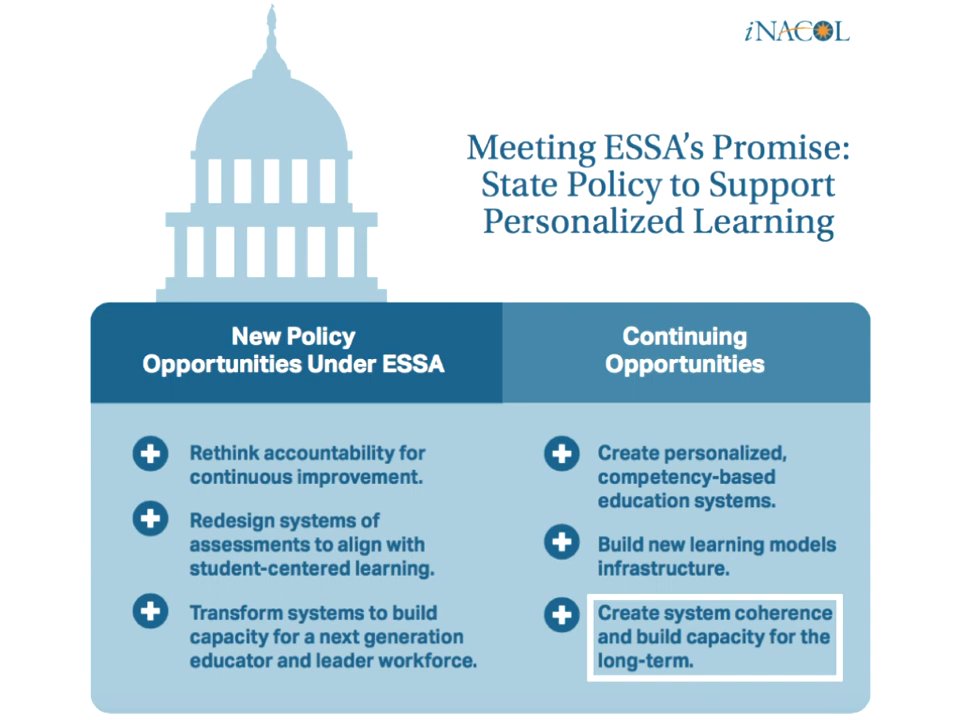 iNACOL
Meeting ESSA's Promise:
State Policy to Support
Personalized Learning
New Policy
Opportunities Under ESSA
Rethink accountability for
continuous improvement.
Redesign systems of
assessments to align with
student-centered learning.
Transform systems to build
capacity for a next generation
educator and leader workforce.
Continuing
Opportunities
Create personalized,
competency-based
education systems.
Build new learning models
infrastructure.
Create system coherence
and build capacity for the
long-term.